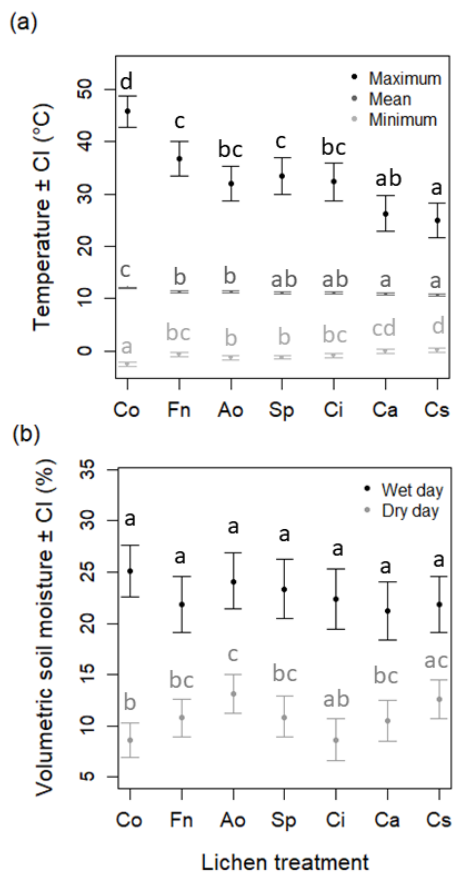 (a)
Temperature ± CI (°C)
50
40
30
20
10
0
Maximum
Mean
Minimum
d c bc c bc ab a
c b b ab ab a a
a bc b b bc cd d
Co Fn Ao Sp Ci Ca Cs
(b)
Volumetric soil moisture ± CI (%)
35
30
25
20
15
10
5
Wet day
Dry day
a a a a a a a
b bc c bc ab bc ac
Co Fn Ao Sp Ci Ca Cs
Lichen treatment